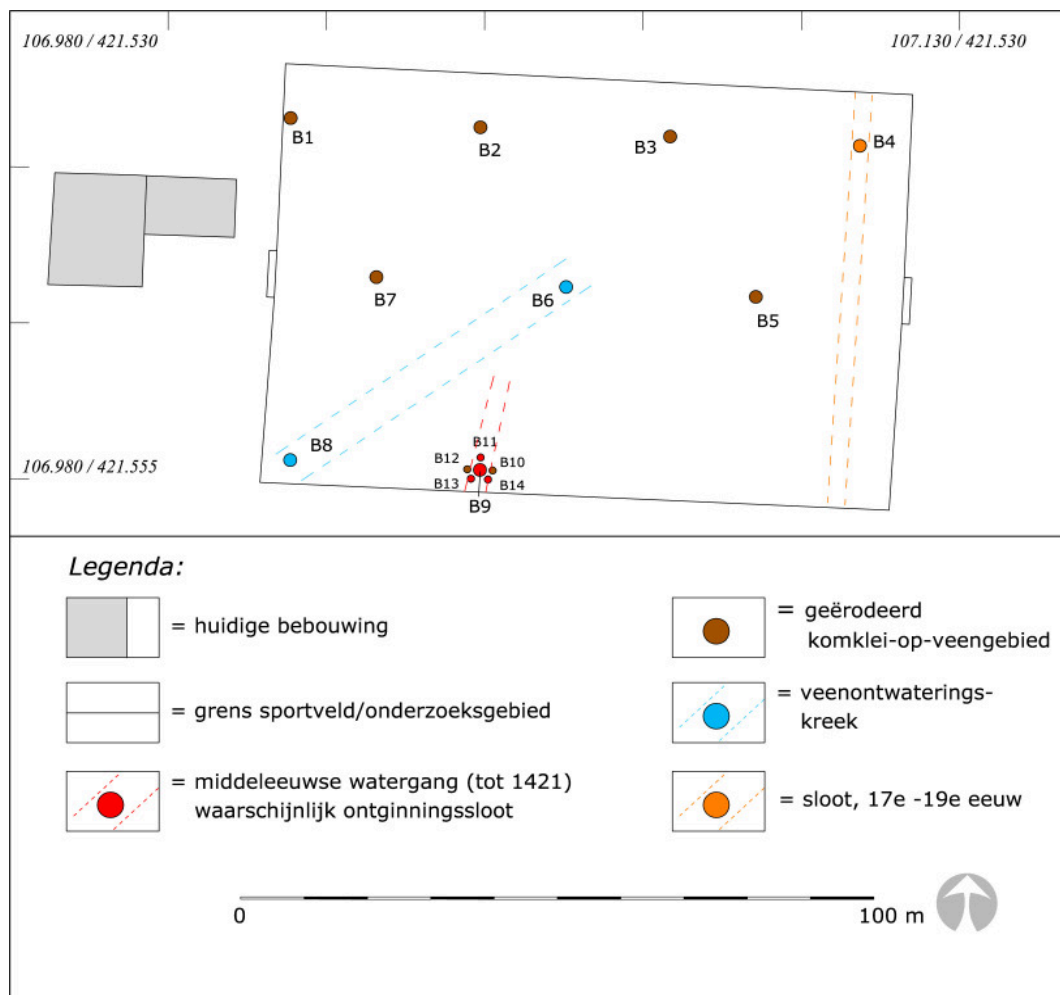 106.980 / 421.530
107.130 / 421.530
B1
B2
B3
B4
B7
B6
B5
B8
B11
B12
B10
B13
B14
B9
106.980 / 421.555
Legenda:
= huidige bebouwing
= grens sportveld/onderzoeksgebied
= middeleeuwse watergang (tot 1421)
waarschijnlijk ontginningssloot
= geërodeerd
komklei-op-veengebied
= veenontwaterings-
kreek
= sloot, 17e -19e eeuw
0
100 m